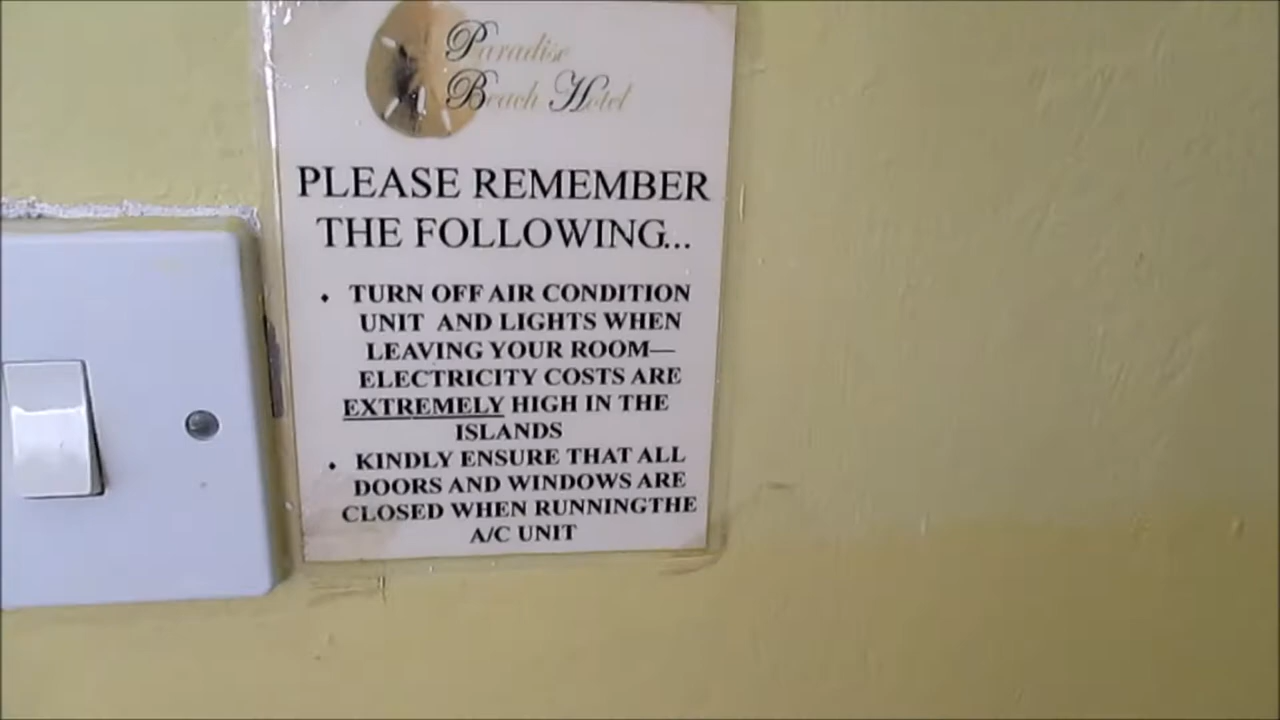 Paradise
Beach Hotel
PLEASE REMEMBER
THE FOLLOWING...
• TURN OFF AIR CONDITION
UNIT AND LIGHTS WHEN
LEAVING YOUR ROOM—
ELECTRICITY COSTS ARE
EXTREMELY HIGH IN THE
ISLANDS
• KINDLY ENSURE THAT ALL
DOORS AND WINDOWS ARE
CLOSED WHEN RUNNINGTHE
A/C UNIT